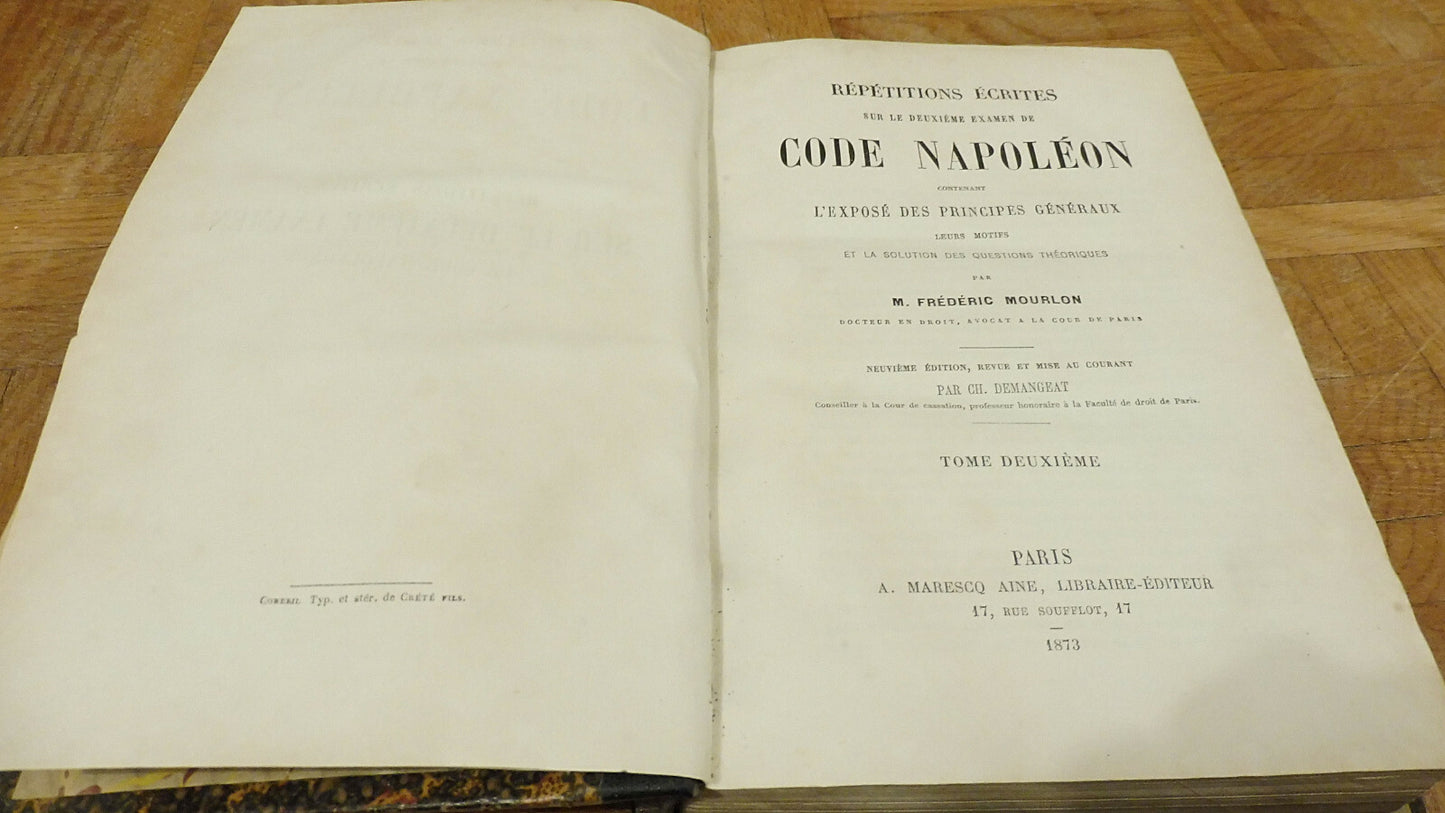 CORBEIL Typ. et stér. de CRÉTÉ FILS.
RÉPÉTITIONS ÉCRITES
SUR LE DEUXIÈME EXAMEN DE
CODE NAPOLÉON
CONTENANT
L'EXPOSÉ DES PRINCIPES GÉNÉRAUX
LEURS MOTIFS
ET LA SOLUTION DES QUESTIONS THÉORIQUES
PAR
M. FRÉDÉRIC MOURLON
DOCTEUR EN DROIT, AVOCAT A LA COUR DE PARIS
NEUVIÈME ÉDITION, REVUE ET MISE AU COURANT
PAR CH. DEMANGEAT
Conseiller à la Cour de cassation, professeur honoraire à la Faculté de droit de Paris.
TOME DEUXIÈME
PARIS
A. MARESCQ AINE, LIBRAIRE-ÉDITEUR
17, RUE SOUFFLOT, 17
1873